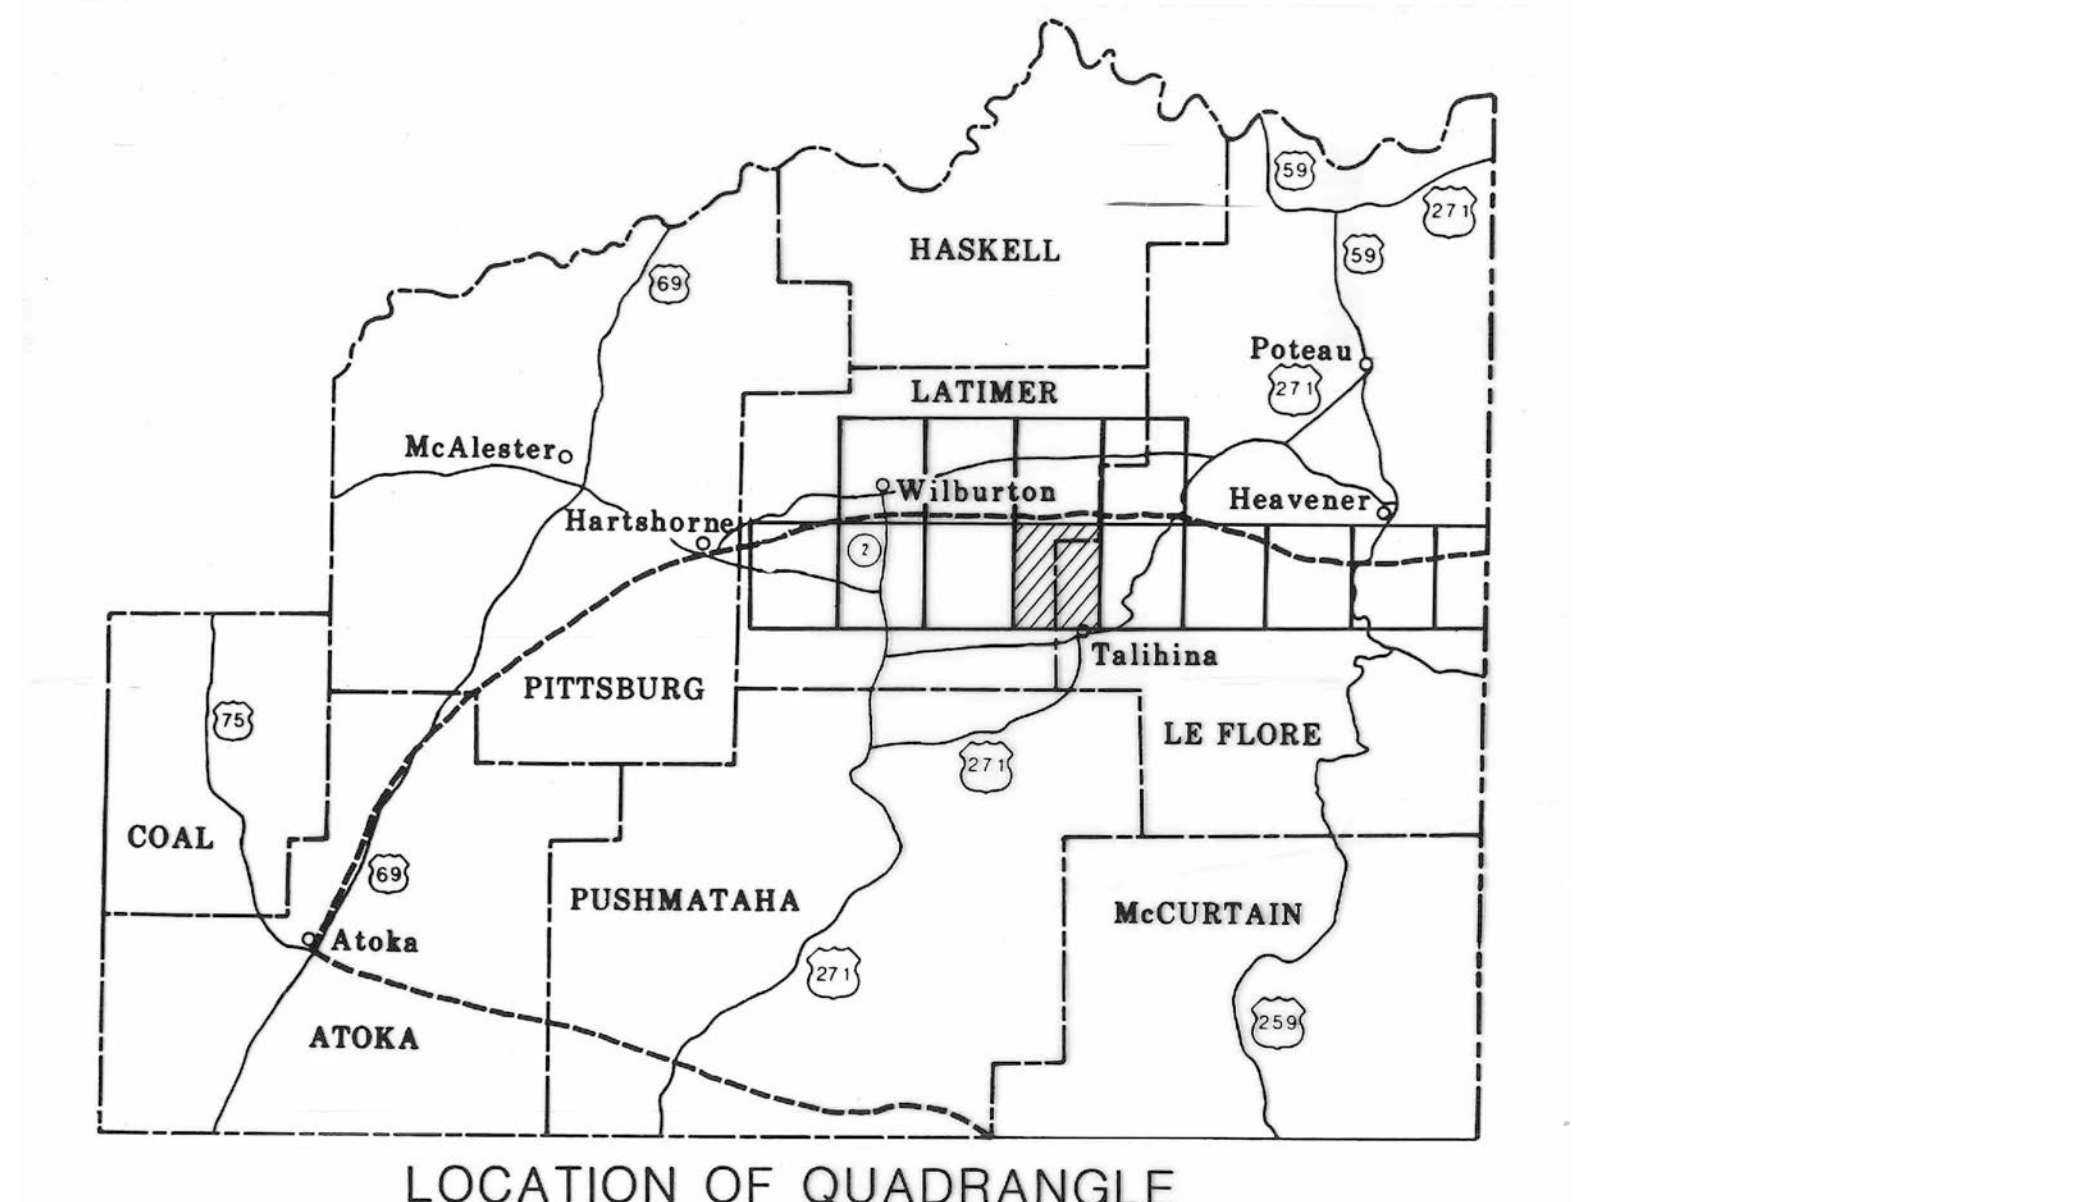 59
271
HASKELL
59
69
Poteau
271
LATIMER
McAlester
Wilburton
Heavener
Hartshorne
2
Talihina
PITTSBURG
75
LE FLORE
271
COAL
69
PUSHMATAHA
McCURTAIN
Atoka
271
259
ATOKA
LOCATION OF QUADRANGLE